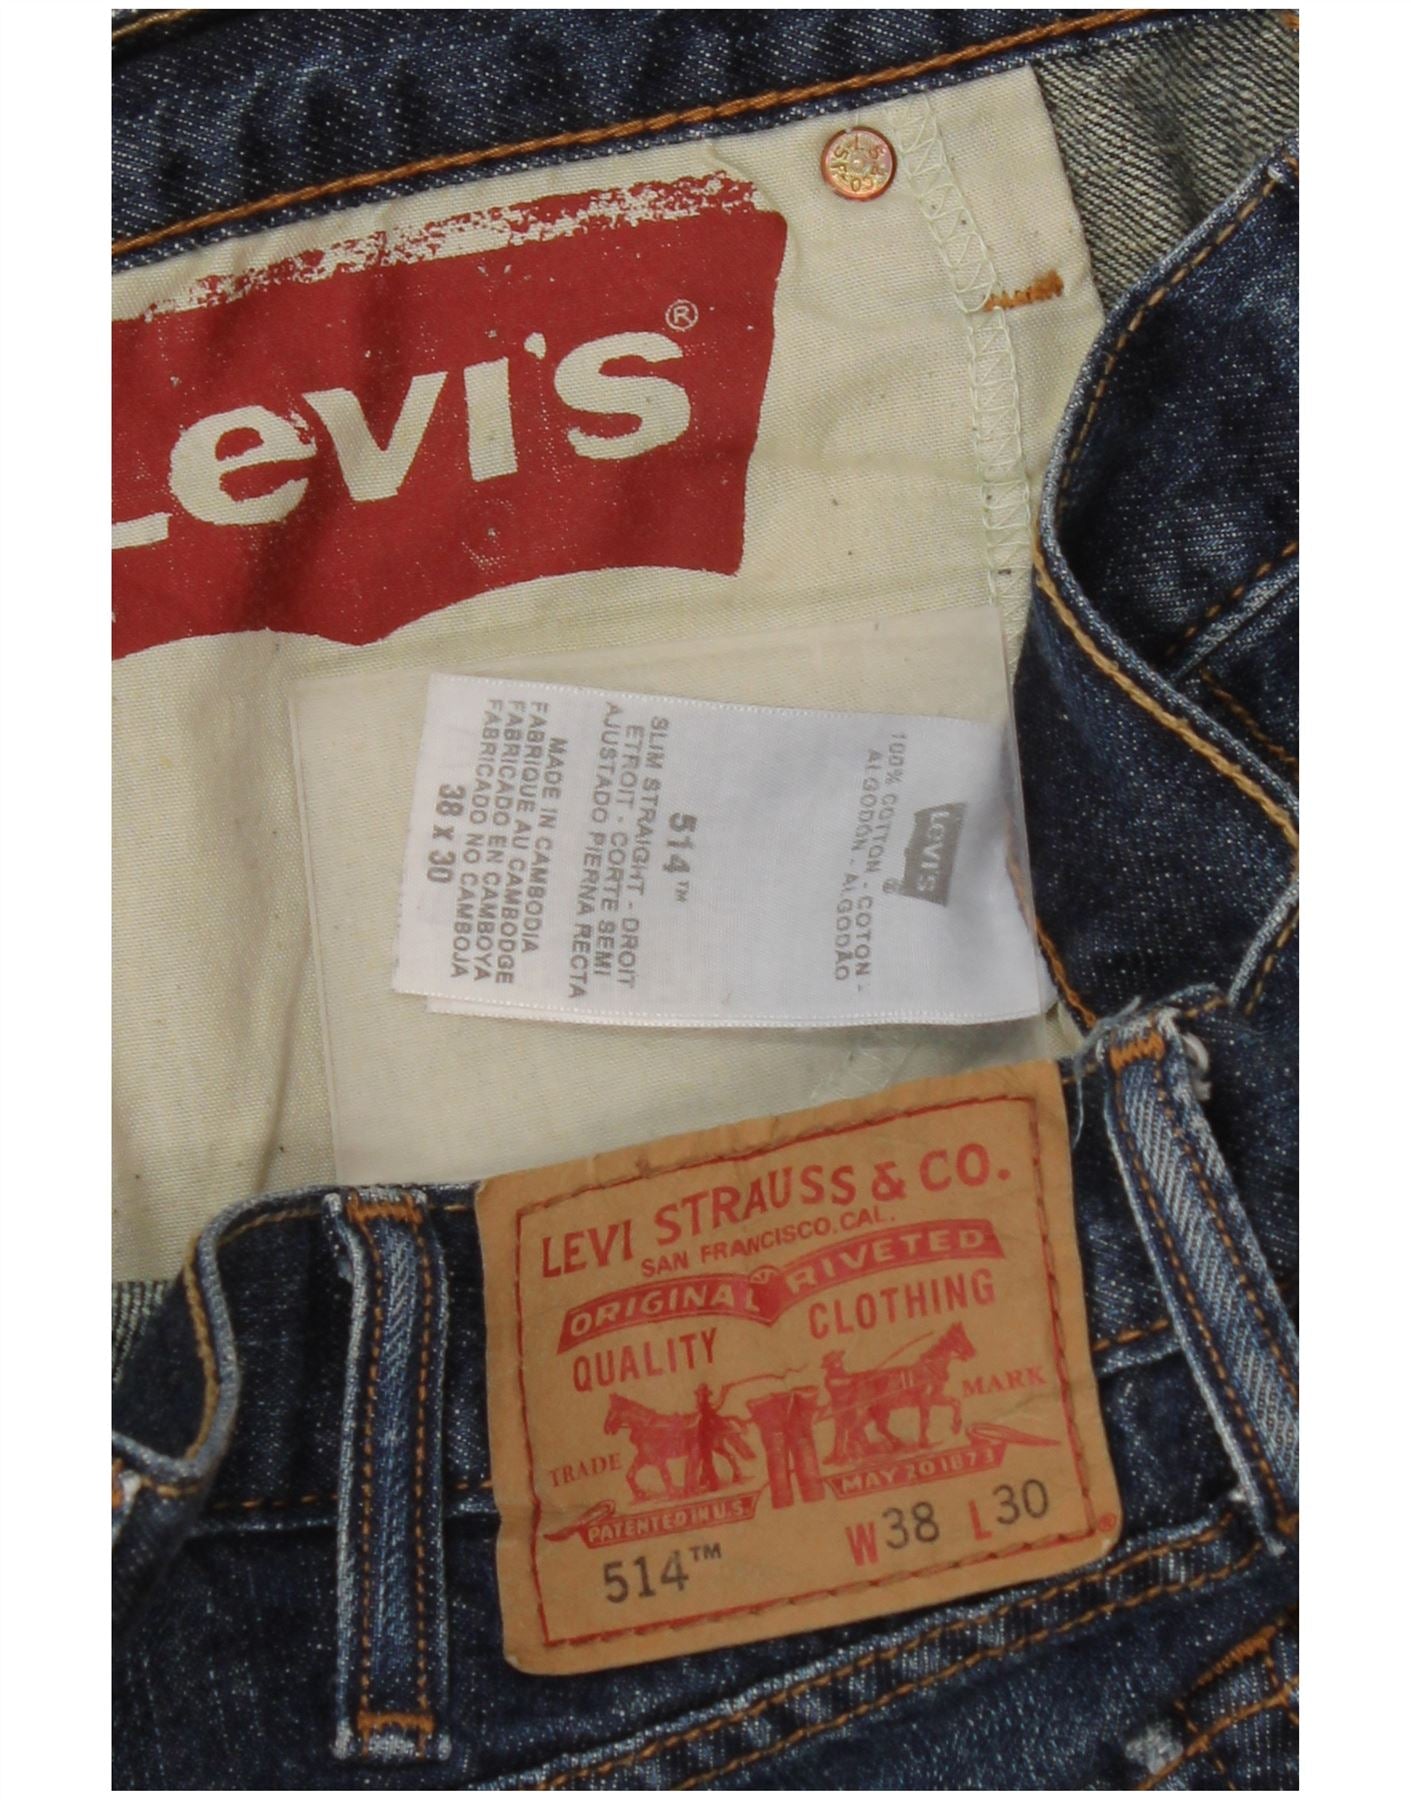 Levi's®
100% COTTON - COTON -
ALGODÓN - ALGODÃO
LEVI'S
®
514™
SLIM STRAIGHT - DROIT
ETROIT - CORTE SEMI
AJUSTADO PIERNA RECTA
MADE IN CAMBODIA
FABRIQUE AU CAMBODGE
FABRICADO EN CAMBOYA
FABRICADO NO CAMBOJA
38 X 30
LEVI STRAUSS & CO.
SAN FRANCISCO, CAL.
ORIGINAL RIVETED
QUALITY CLOTHING
TRADE MARK
PATENTED IN U.S. MAY 20 1873
514™ W38 L30
®